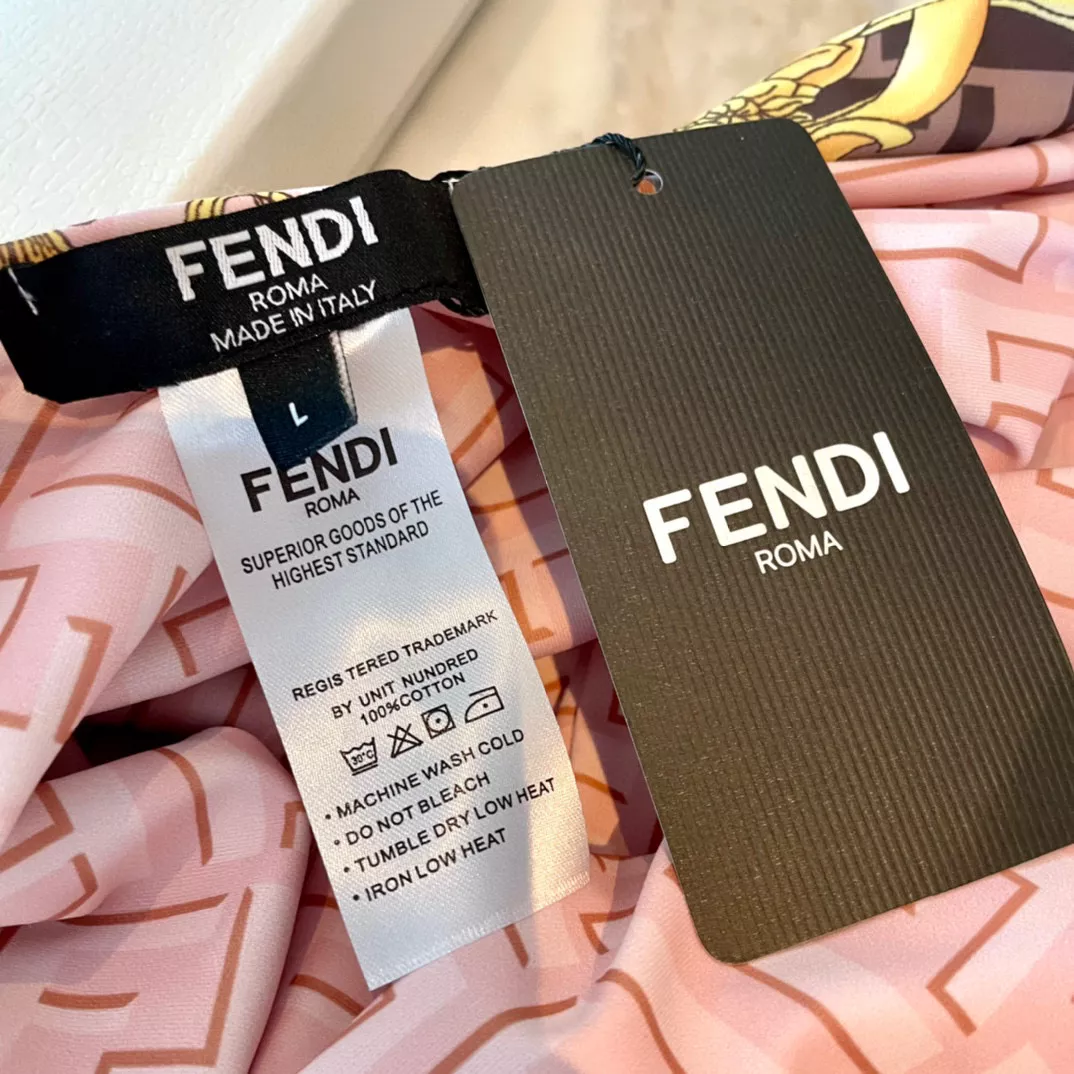 FENDI
ROMA
MADE IN ITALY
L
FENDI
ROMA
SUPERIOR GOODS OF THE
HIGHEST STANDARD
REGIS TERED TRADEMARK
BY UNIT NUNDRED
100%COTTON
30°C
• MACHINE WASH COLD
• DO NOT BLEACH
• TUMBLE DRY LOW HEAT
• IRON LOW HEAT
FENDI
ROMA